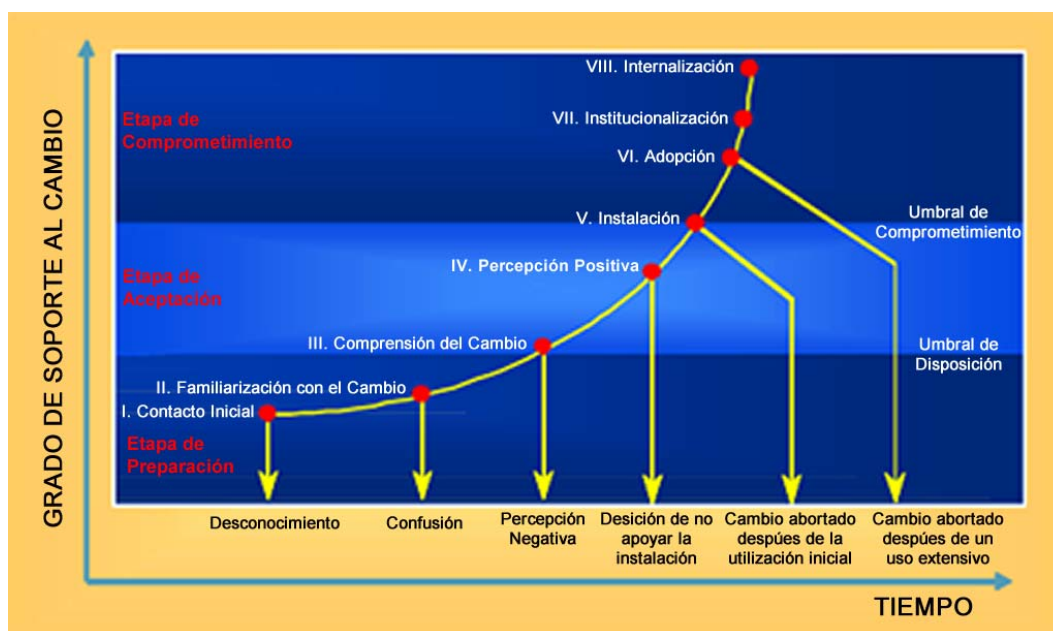 GRADO DE SOPORTE AL CAMBIO
VIII. Internalización
Etapa de
Comprometimiento
VII. Institucionalización
VI. Adopción
V. Instalación
Umbral de
Comprometimiento
IV. Percepción Positiva
Etapa de
Aceptación
III. Comprensión del Cambio
Umbral de
Disposición
II. Familiarización con el Cambio
I. Contacto Inicial
Etapa de
Preparación
Desconocimiento
Confusión
Percepción
Negativa
Desición de no
apoyar la
instalación
Cambio abortado
despúes de la
utilización inicial
Cambio abortado
despúes de un
uso extensivo
TIEMPO